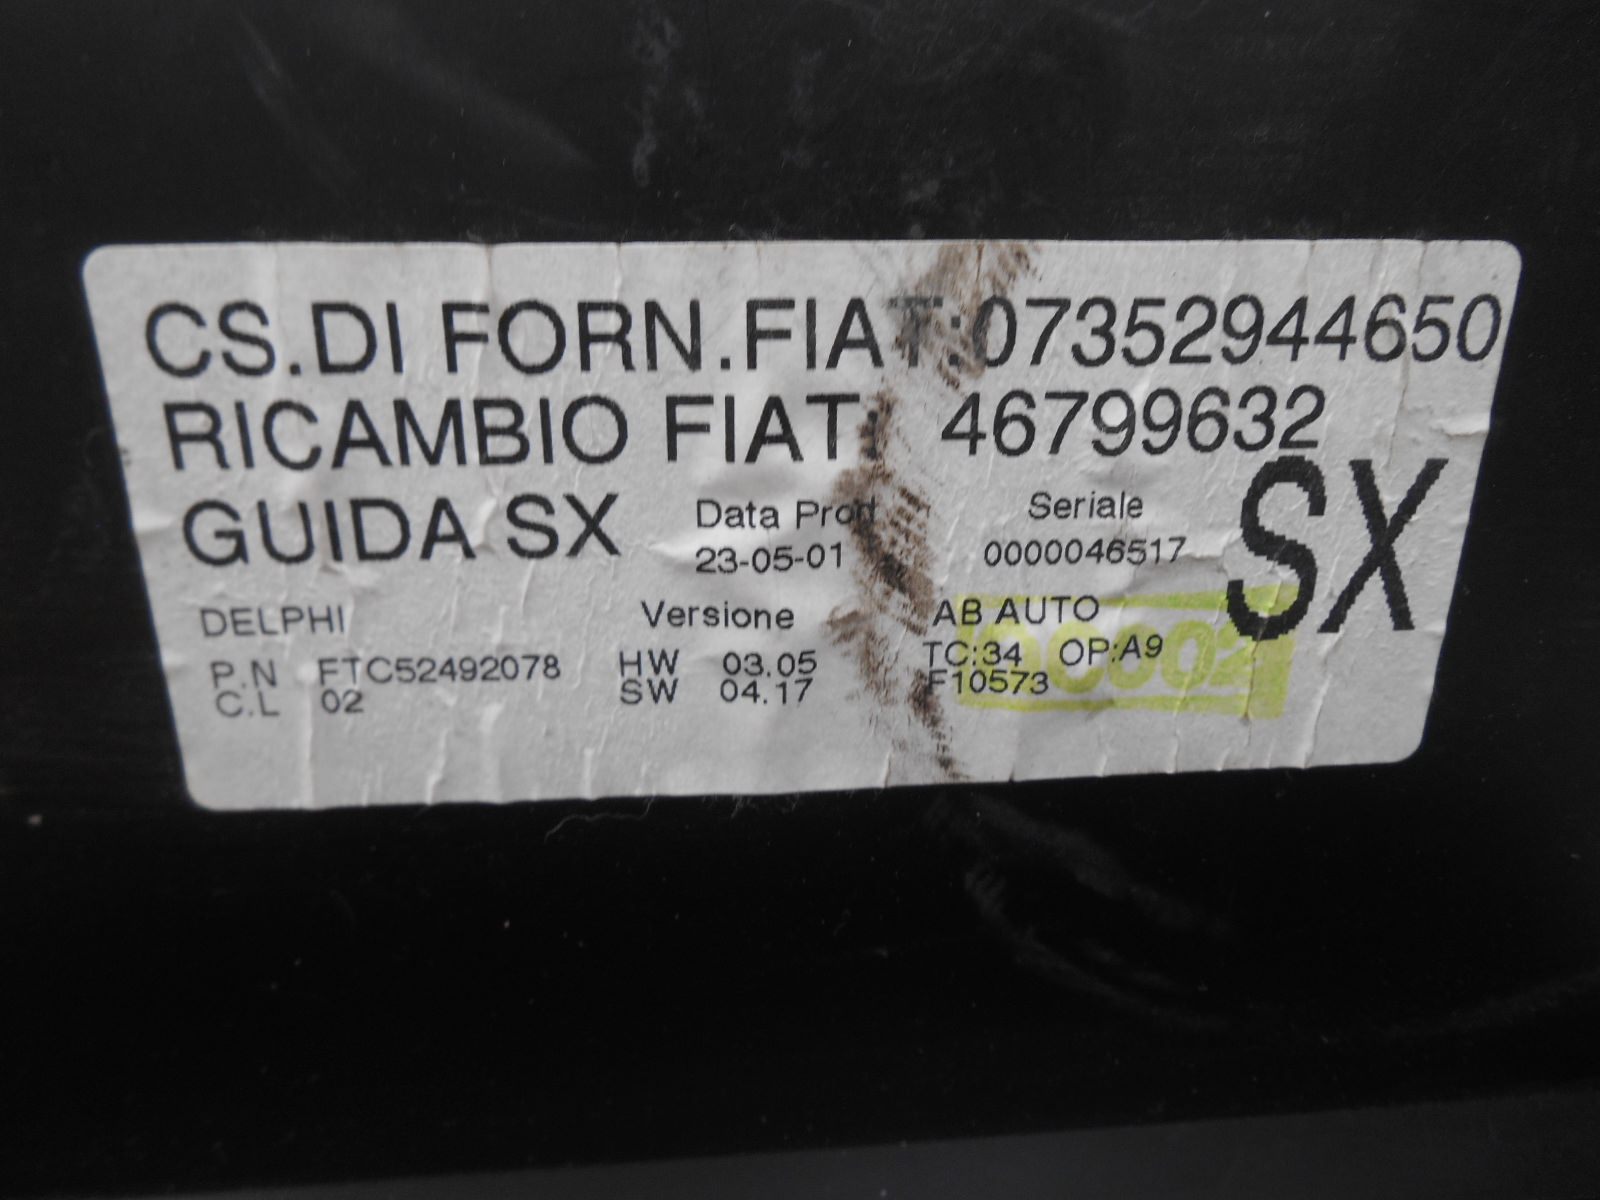 CS.DI FORN.FIAT:07352944650
RICAMBIO FIAT: 46799632
GUIDA SX
Data Prod
23-05-01
Seriale
0000046517
SX
DELPHI
P.N FTC52492078
C.L 02
Versione
HW 03.05
SW 04.17
AB AUTO
TC:34 OP:A9
F10573